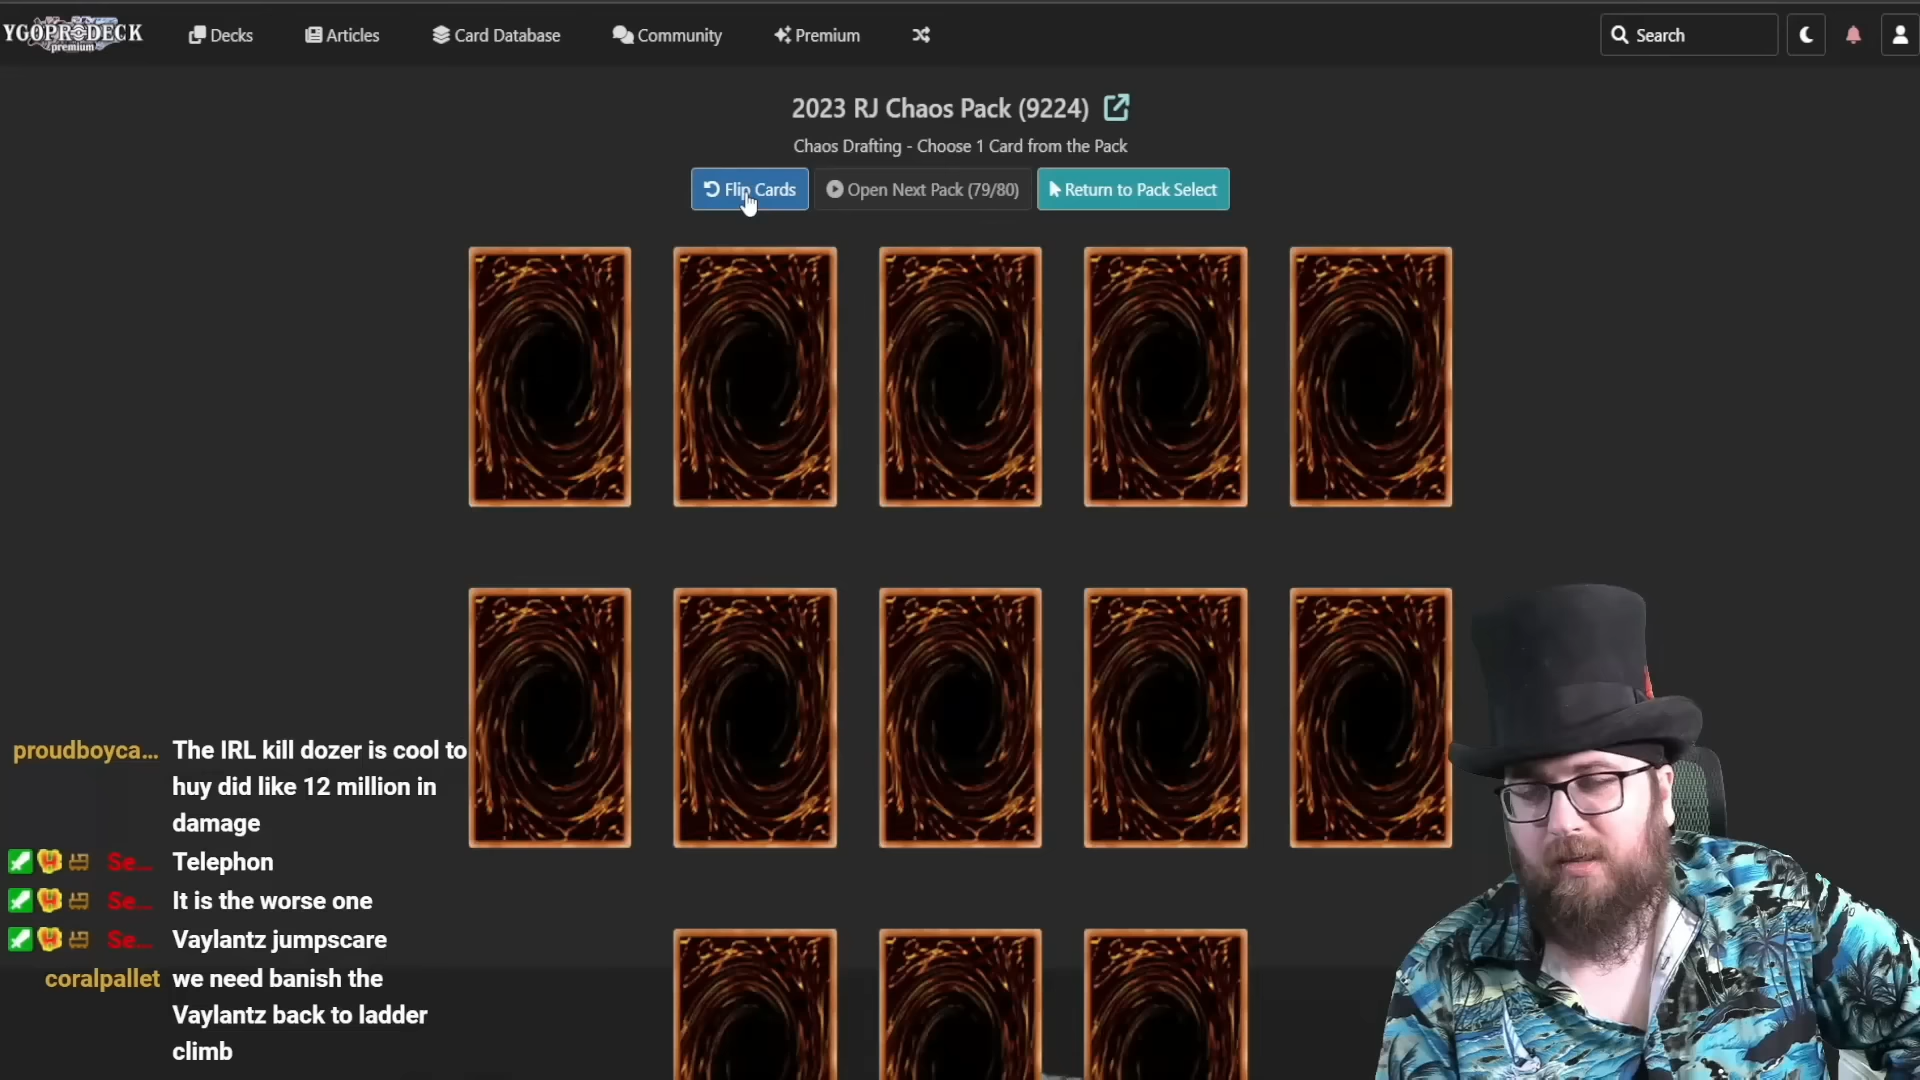 YGOPRODECK
premium
Decks
Articles
Card Database
Community
Premium
Search
2023 RJ Chaos Pack (9224)
Chaos Drafting - Choose 1 Card from the Pack
Flip Cards
Open Next Pack (79/80)
Return to Pack Select
proudboyca... The IRL kill dozer is cool to
huy did like 12 million in
damage
Se... Telephon
Se... It is the worse one
Se... Vaylantz jumpscare
coralpallet we need banish the
Vaylantz back to ladder
climb